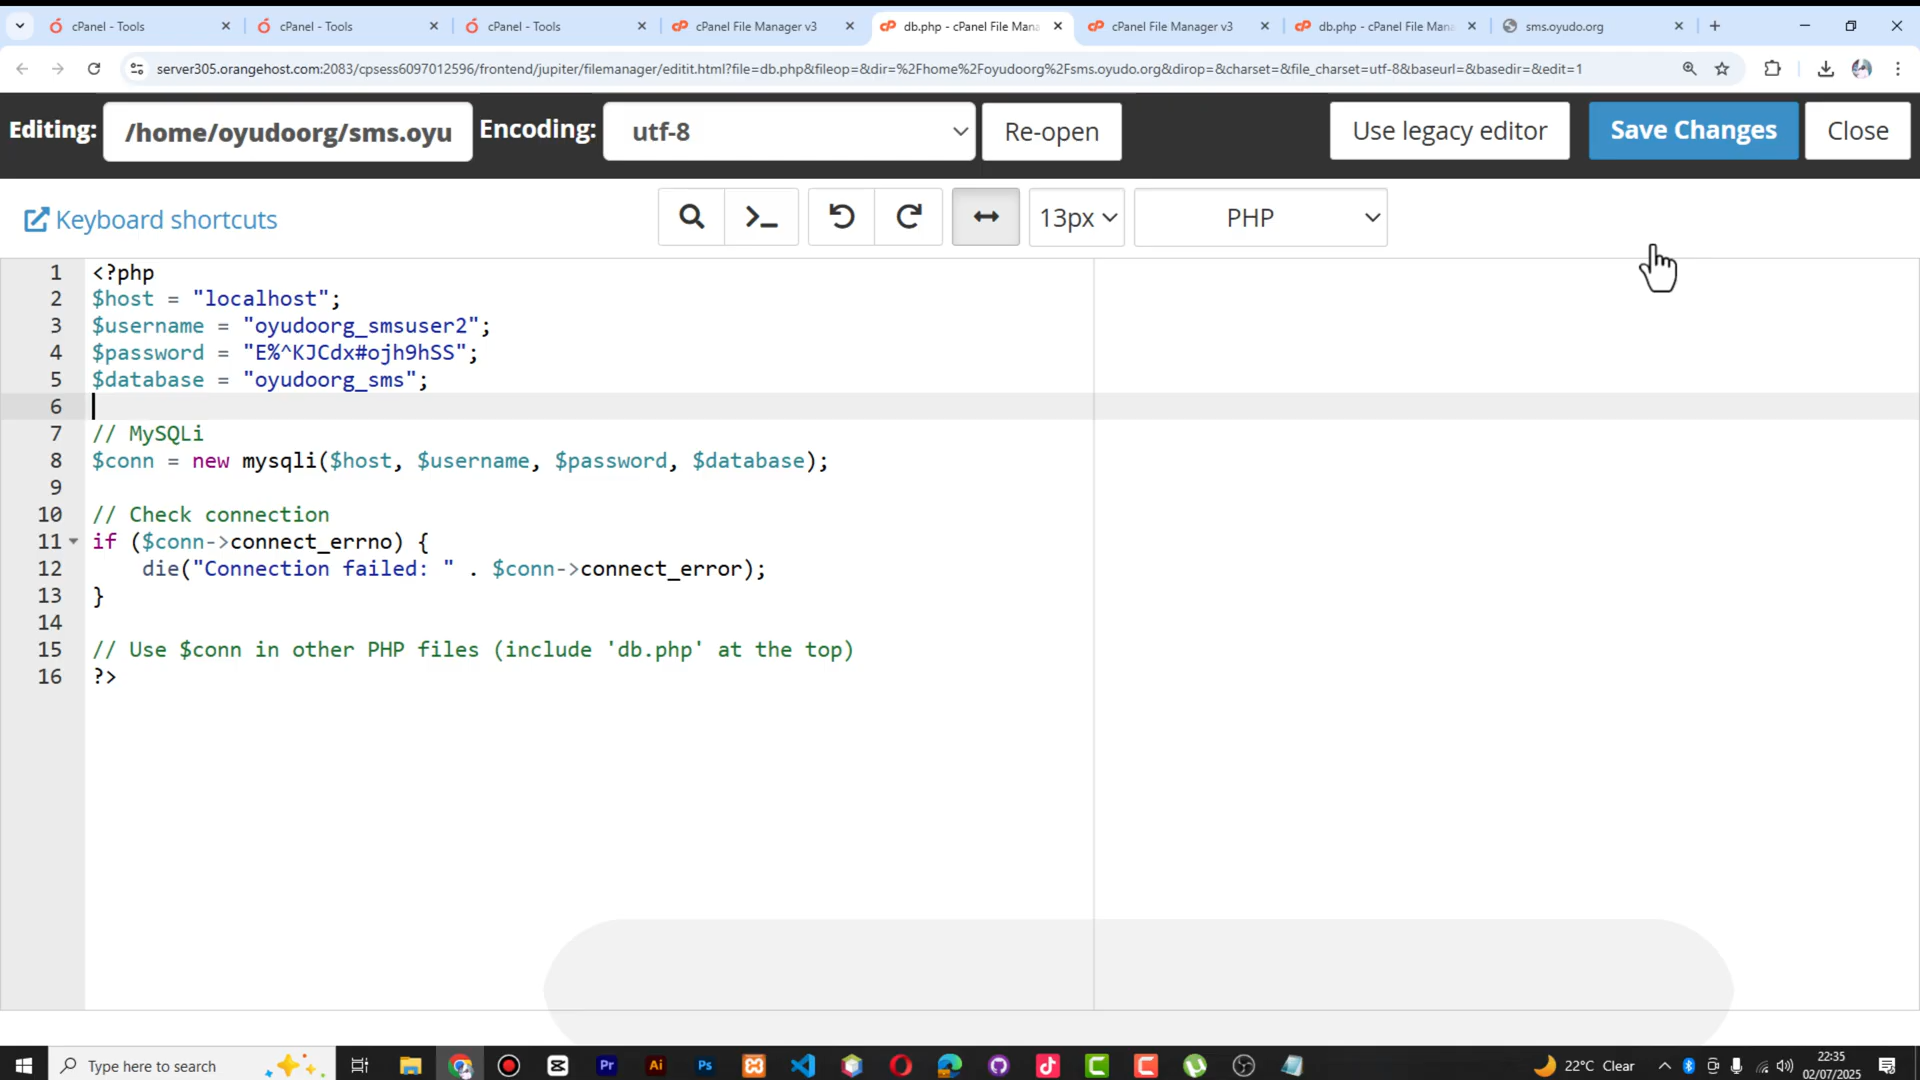 cPanel - Tools
cPanel - Tools
cPanel - Tools
cPanel File Manager v3
db.php - cPanel File Mana
cPanel File Manager v3
db.php - cPanel File Mana
sms.oyudo.org
server305.orangehost.com:2083/cpsess6097012596/frontend/jupiter/filemanager/editit.html?file=db.php&fileop=&dir=%2Fhome%2Foyudoorg%2Fsms.oyudo.org&dirop=&charset=&file_charset=utf-8&baseurl=&basedir=&edit=1
Editing: /home/oyudoorg/sms.oyu Encoding: utf-8 Re-open Use legacy editor Save Changes Close
Keyboard shortcuts >_ 13px PHP
1 <?php
2 $host = "localhost";
3 $username = "oyudoorg_smsuser2";
4 $password = "E%^KJCdx#ojh9hSS";
5 $database = "oyudoorg_sms";
6
7 // MySQLi
8 $conn = new mysqli($host, $username, $password, $database);
9
10 // Check connection
11 if ($conn->connect_errno) {
12 die("Connection failed: " . $conn->connect_error);
13 }
14
15 // Use $conn in other PHP files (include 'db.php' at the top)
16 ?>
Type here to search
Pr
Ai
Ps
22°C Clear
22:35
02/07/2025